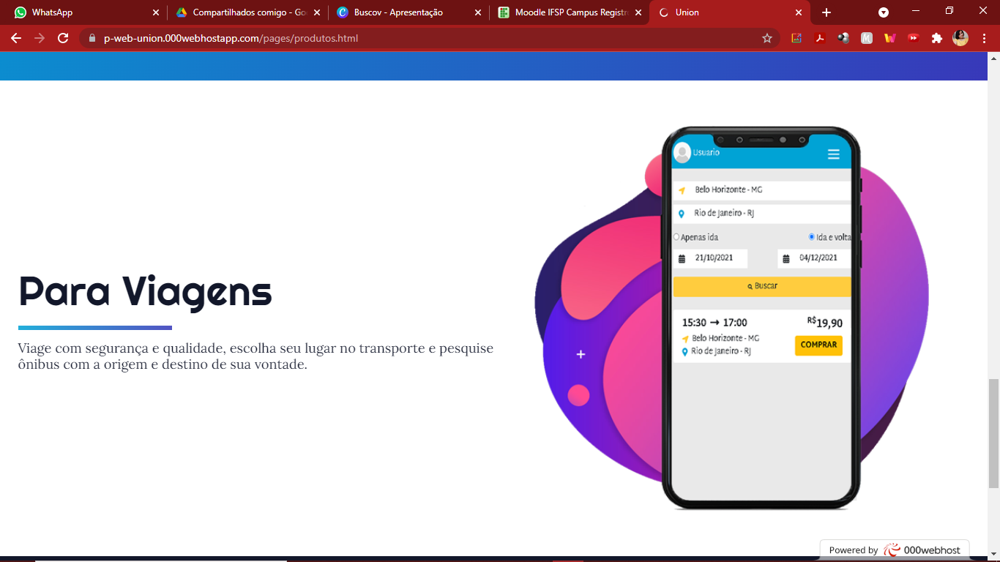 WhatsApp
Compartilhados comigo - Goo
Buscov - Apresentação
Moodle IFSP Campus Registr
Union
p-web-union.000webhostapp.com/pages/produtos.html
Para Viagens
Viage com segurança e qualidade, escolha seu lugar no transporte e pesquise
ônibus com a origem e destino de sua vontade.
Usuario
Belo Horizonte - MG
Rio de Janeiro - RJ
Apenas ida
Ida e volta
21/10/2021
04/12/2021
Buscar
15:30 → 17:00
R$19,90
Belo Horizonte - MG
Rio de Janeiro - RJ
COMPRAR
Powered by 000webhost